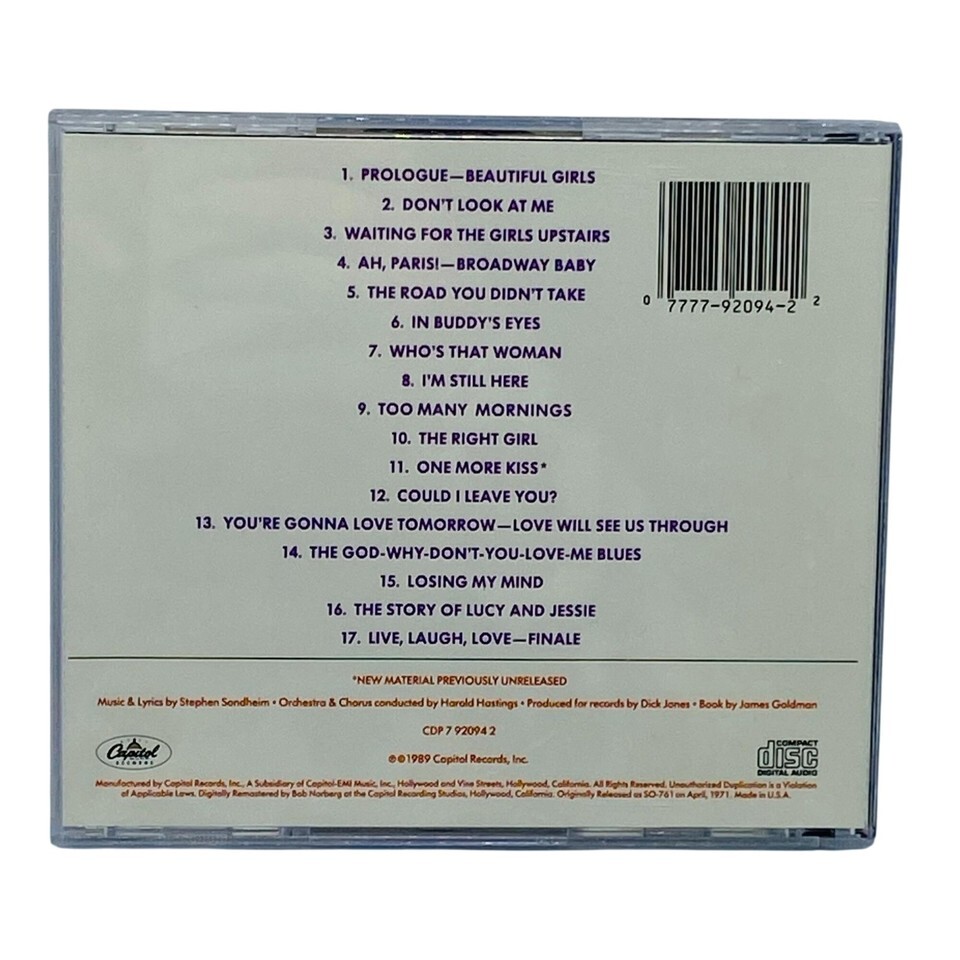 1. PROLOGUE—BEAUTIFUL GIRLS
2. DON'T LOOK AT ME
3. WAITING FOR THE GIRLS UPSTAIRS
4. AH, PARIS!—BROADWAY BABY
5. THE ROAD YOU DIDN'T TAKE
6. IN BUDDY'S EYES
7. WHO'S THAT WOMAN
8. I'M STILL HERE
9. TOO MANY MORNINGS
10. THE RIGHT GIRL
11. ONE MORE KISS*
12. COULD I LEAVE YOU?
13. YOU'RE GONNA LOVE TOMORROW—LOVE WILL SEE US THROUGH
14. THE GOD-WHY-DON'T-YOU-LOVE-ME BLUES
15. LOSING MY MIND
16. THE STORY OF LUCY AND JESSIE
17. LIVE, LAUGH, LOVE—FINALE
0 7777-92094-2 2
*NEW MATERIAL PREVIOUSLY UNRELEASED
Music & Lyrics by Stephen Sondheim • Orchestra & Chorus conducted by Harold Hastings • Produced for records by Dick Jones • Book by James Goldman
CDP 7 92094 2
Capitol
RECORDS
℗©1989 Capitol Records, Inc.
COMPACT
disc
DIGITAL AUDIO
Manufactured by Capitol Records, Inc., A Subsidiary of Capitol-EMI Music, Inc., Hollywood and Vine Streets, Hollywood, California. All Rights Reserved. Unauthorized Duplication is a Violation
of Applicable Laws. Digitally Remastered by Bob Norberg at the Capitol Recording Studios, Hollywood, California. Originally Released as SO-761 on April, 1971. Made in U.S.A.